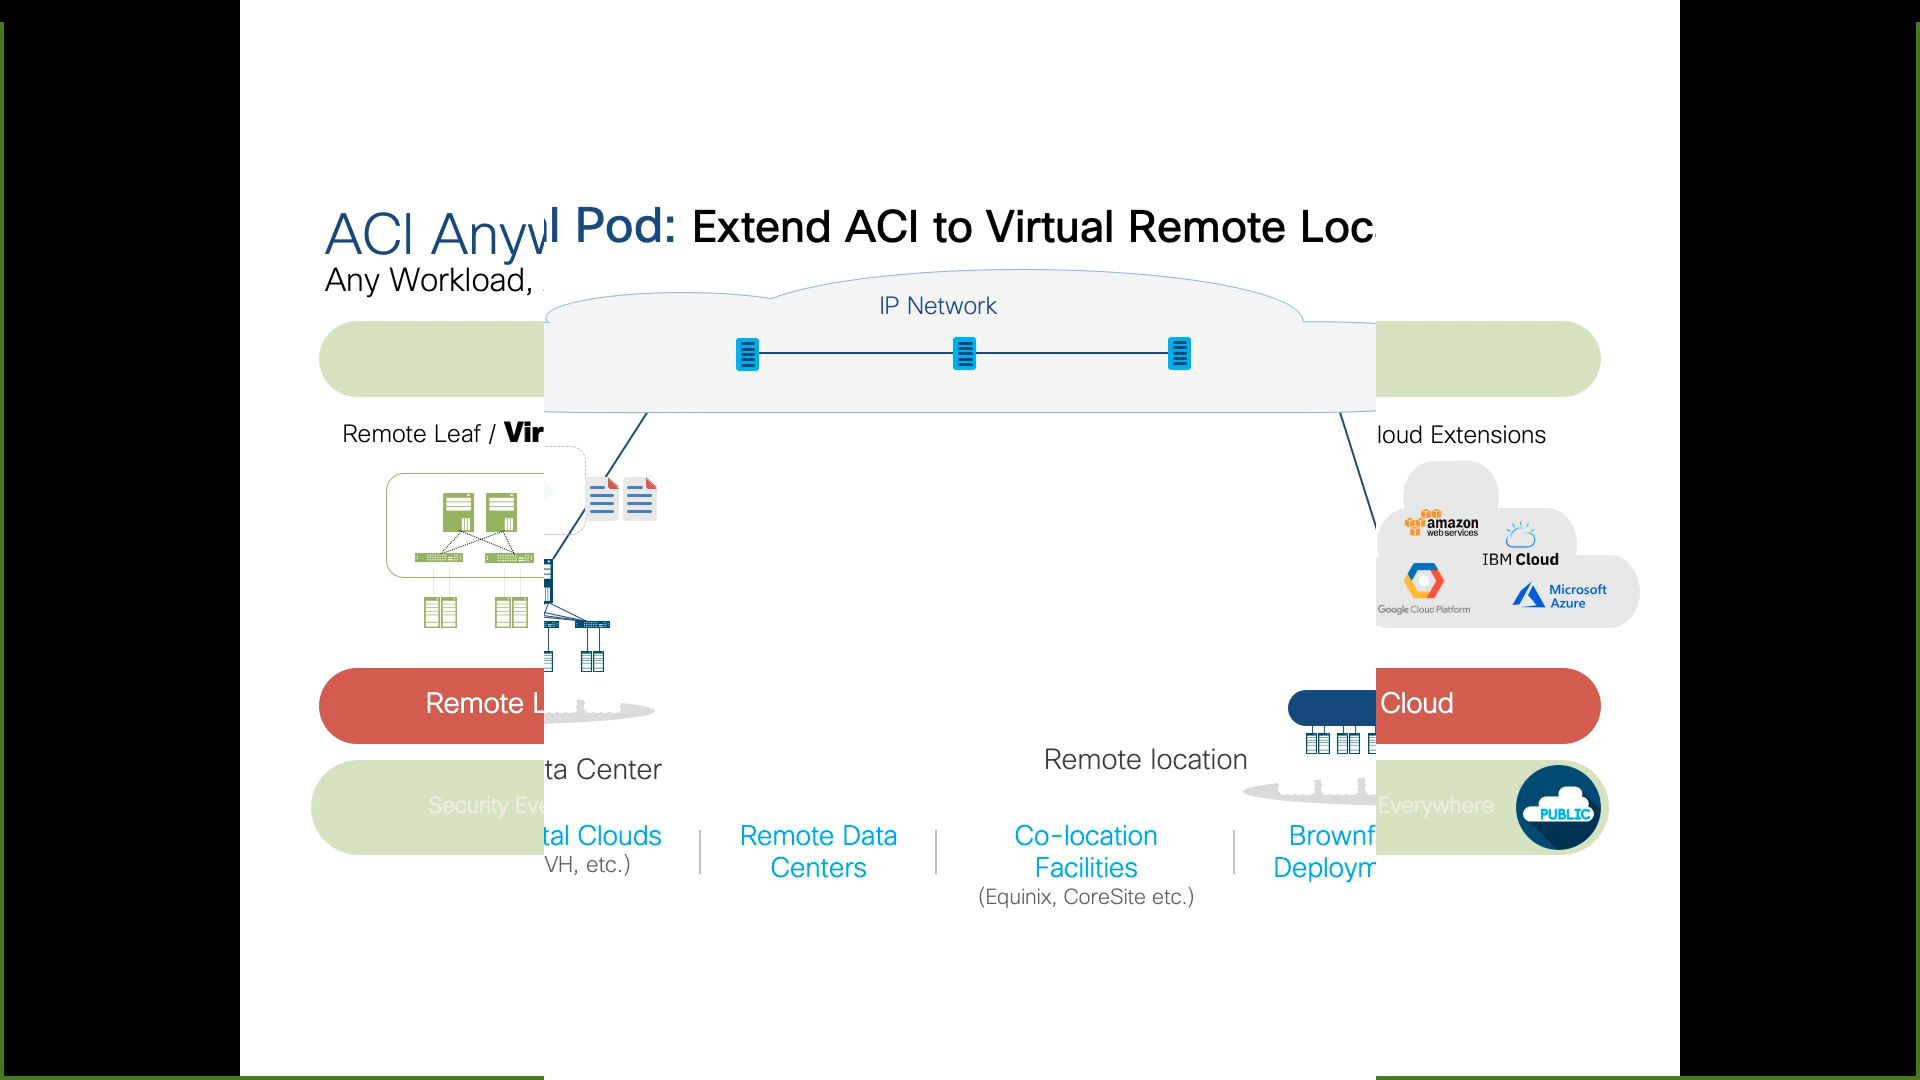 ACI Anyw
l Pod: Extend ACI to Virtual Remote Loc
Any Workload,
IP Network
Remote Leaf / Vir
loud Extensions
amazon
webservices
IBM Cloud
Google Cloud Platform
Microsoft
Azure
Remote L
Cloud
Remote location
ta Center
Security Eve
Everywhere
PUBLIC
tal Clouds
VH, etc.)
Remote Data
Centers
Co-location
Facilities
(Equinix, CoreSite etc.)
Brownf
Deploym